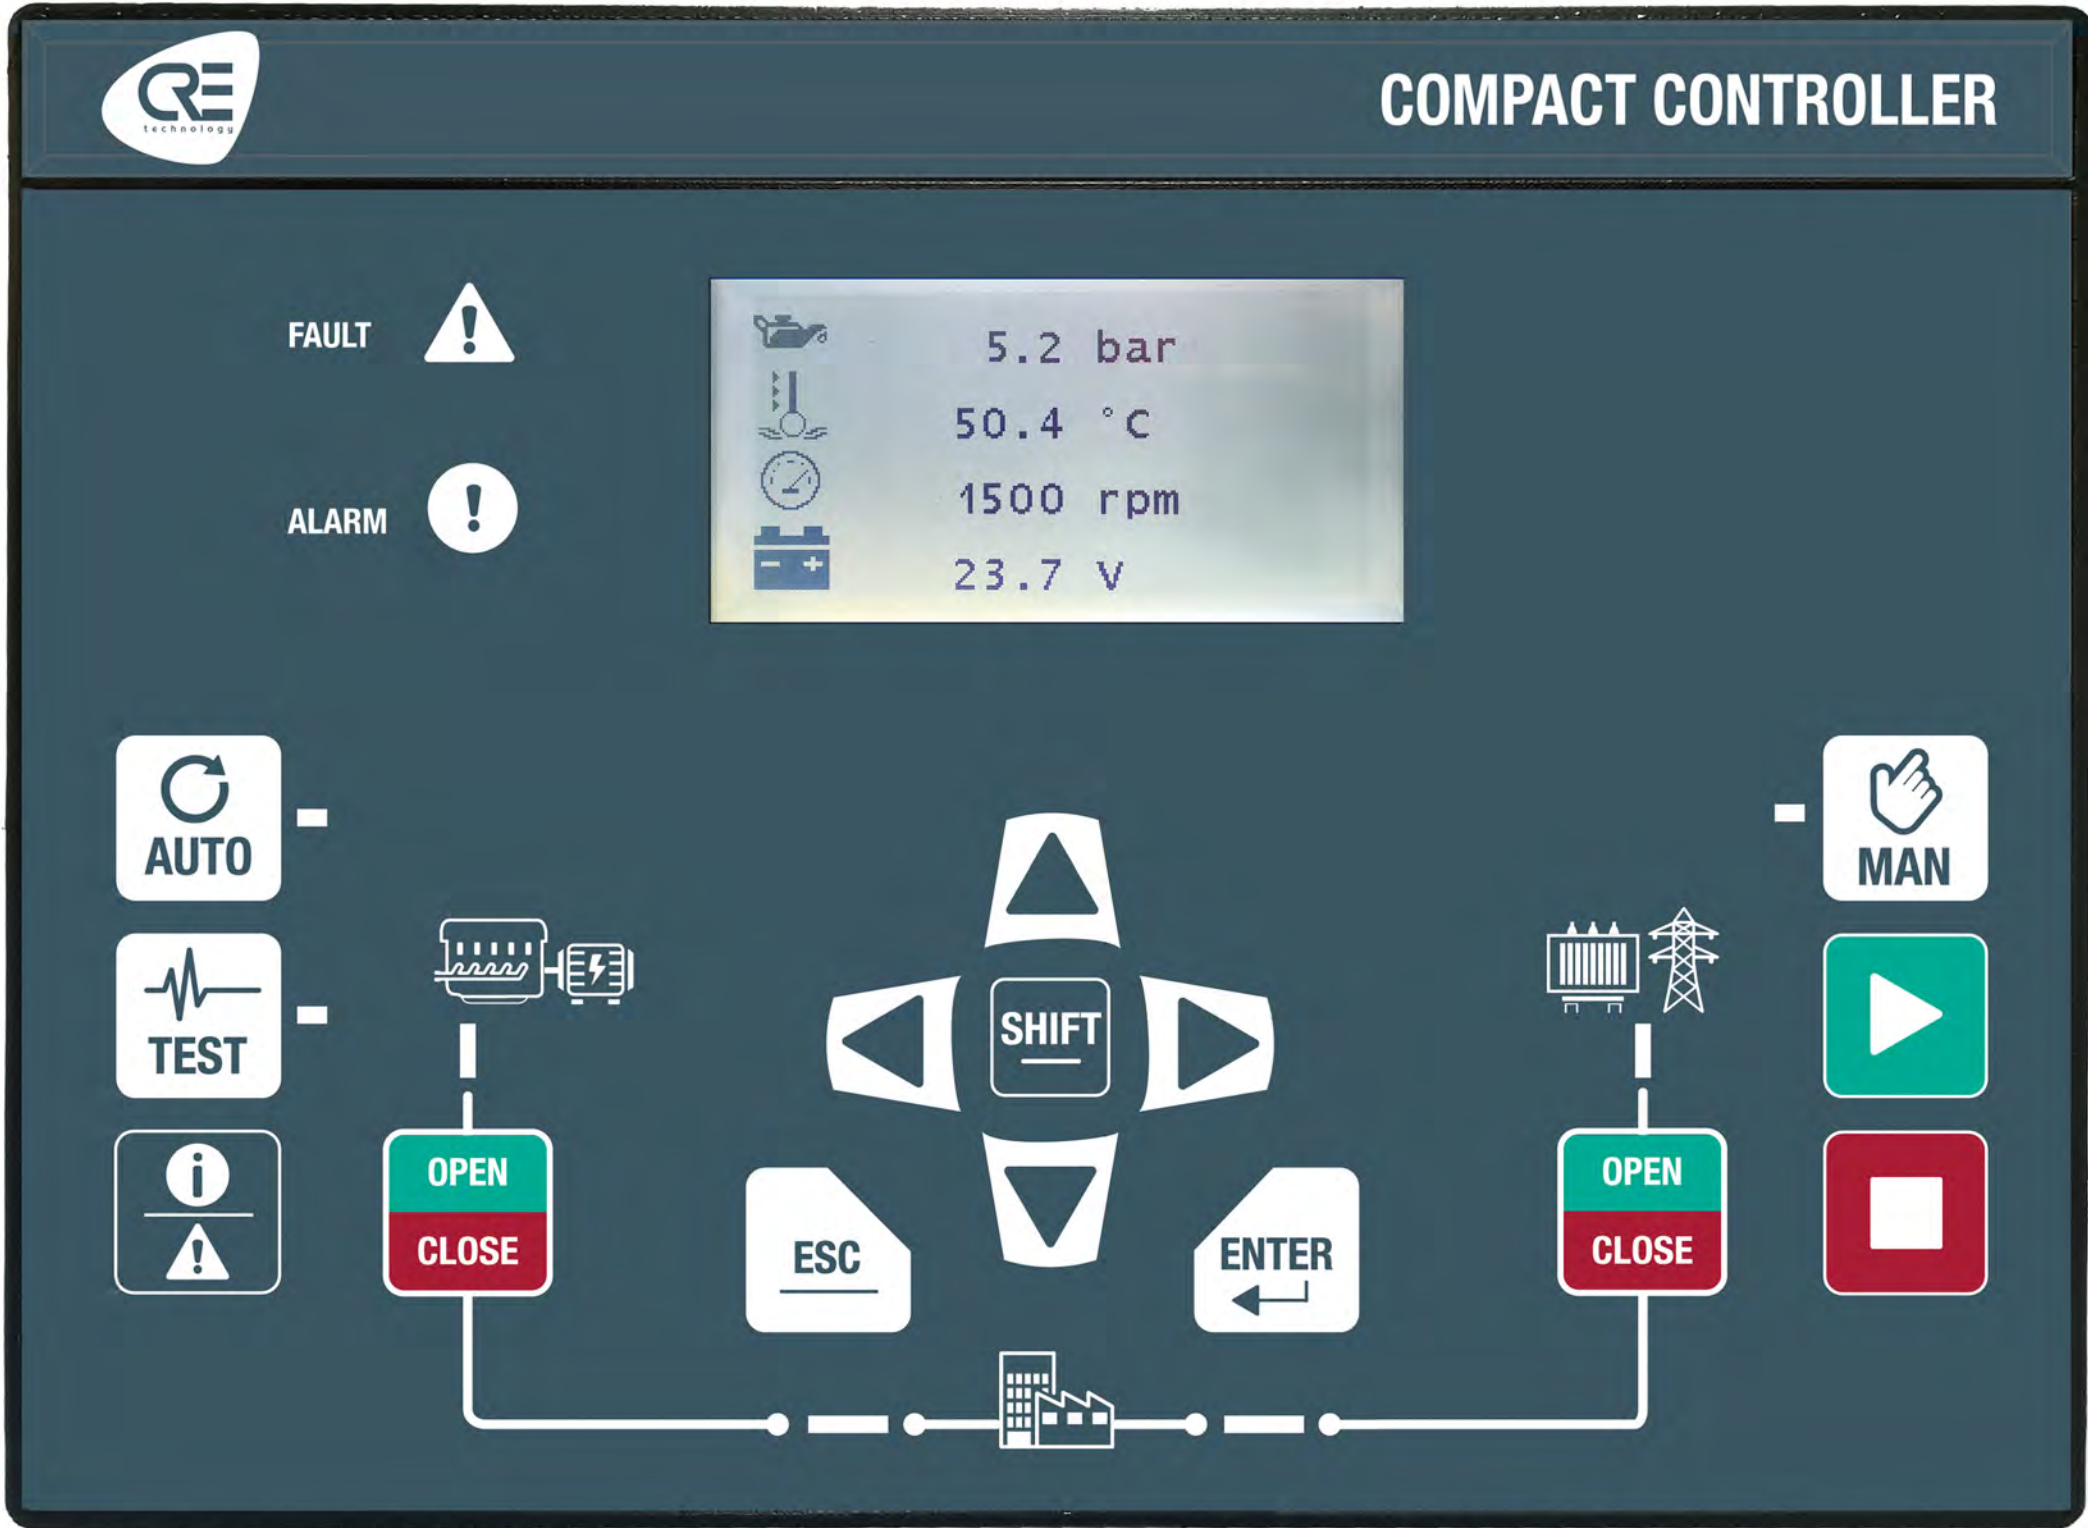 CRE
technology
COMPACT CONTROLLER
FAULT
ALARM
5.2 bar
50.4 °C
1500 rpm
23.7 V
AUTO
MAN
TEST
SHIFT
OPEN
CLOSE
ESC
ENTER
OPEN
CLOSE